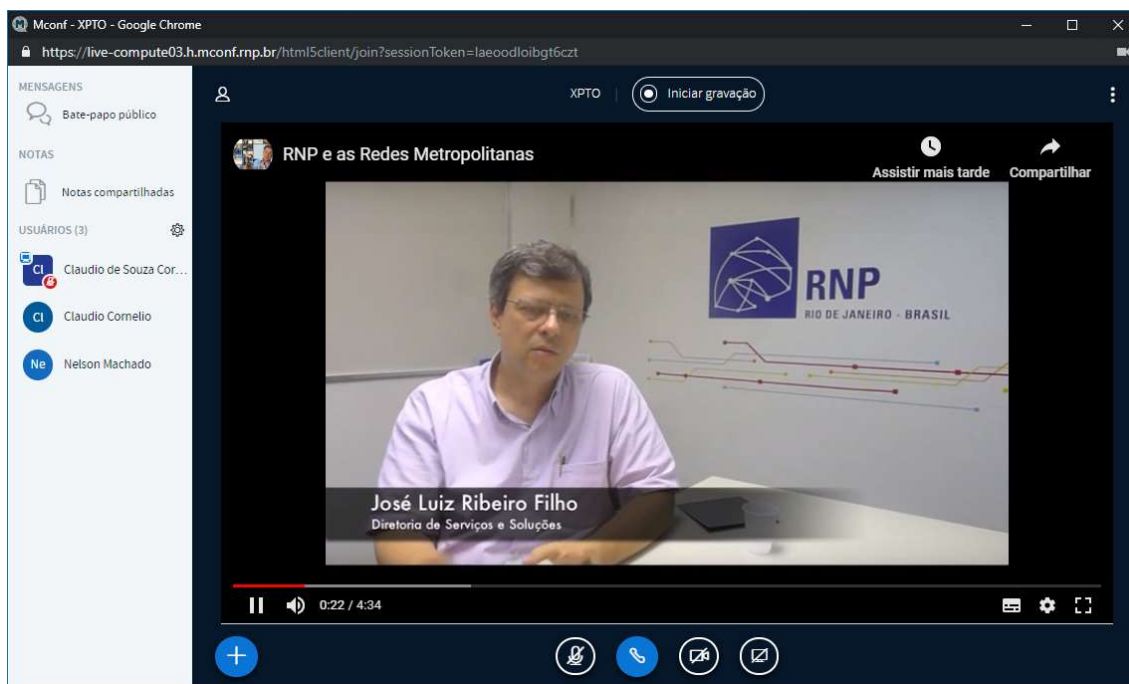 Mconf - XPTO - Google Chrome
https://live-compute03.h.mconf.rnp.br/html5client/join?sessionToken=laeoodloibgt6czt
MENSAGENS
Bate-papo público
NOTAS
Notas compartilhadas
USUÁRIOS (3)
CI Claudio de Souza Cor...
CI Claudio Cornelio
Ne Nelson Machado
XPTO | Iniciar gravação
RNP e as Redes Metropolitanas
Assistir mais tarde Compartilhar
RNP
RIO DE JANEIRO - BRASIL
José Luiz Ribeiro Filho
Diretoria de Serviços e Soluções
0:22 / 4:34